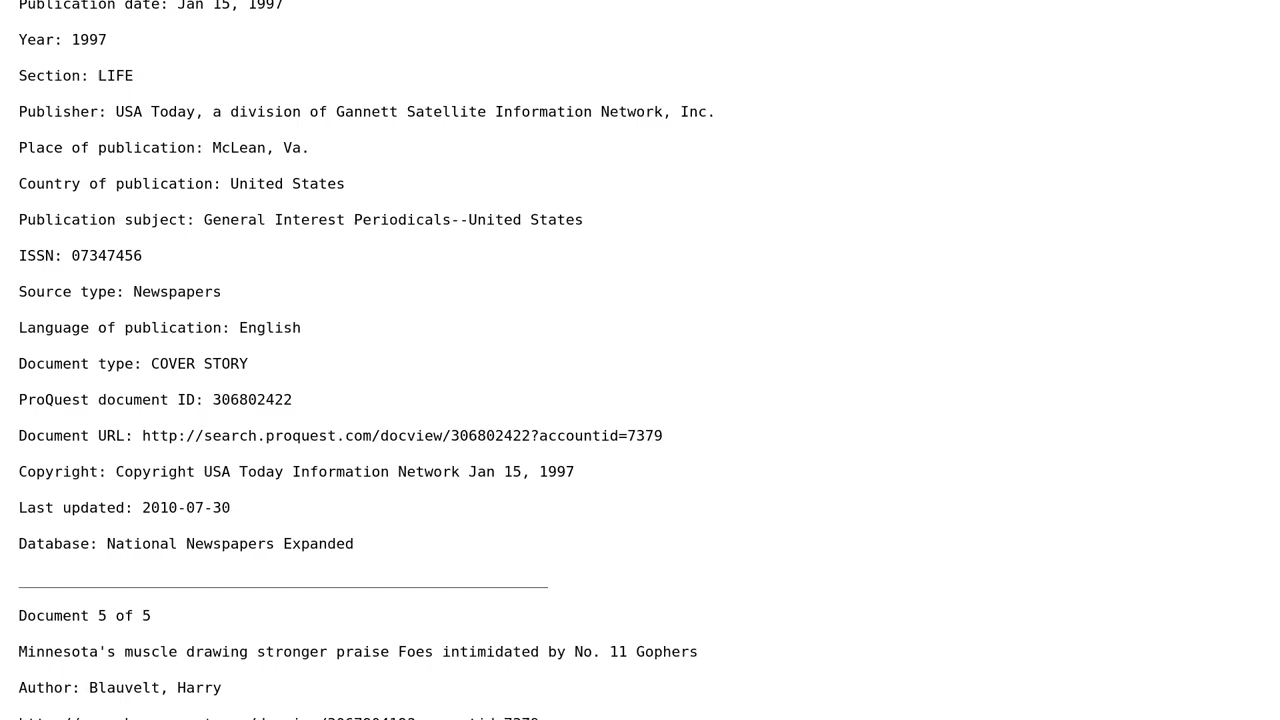 Publication date: Jan 15, 1997
Year: 1997
Section: LIFE
Publisher: USA Today, a division of Gannett Satellite Information Network, Inc.
Place of publication: McLean, Va.
Country of publication: United States
Publication subject: General Interest Periodicals--United States
ISSN: 07347456
Source type: Newspapers
Language of publication: English
Document type: COVER STORY
ProQuest document ID: 306802422
Document URL: http://search.proquest.com/docview/306802422?accountid=7379
Copyright: Copyright USA Today Information Network Jan 15, 1997
Last updated: 2010-07-30
Database: National Newspapers Expanded
____________________________________________________________
Document 5 of 5
Minnesota's muscle drawing stronger praise Foes intimidated by No. 11 Gophers
Author: Blauvelt, Harry